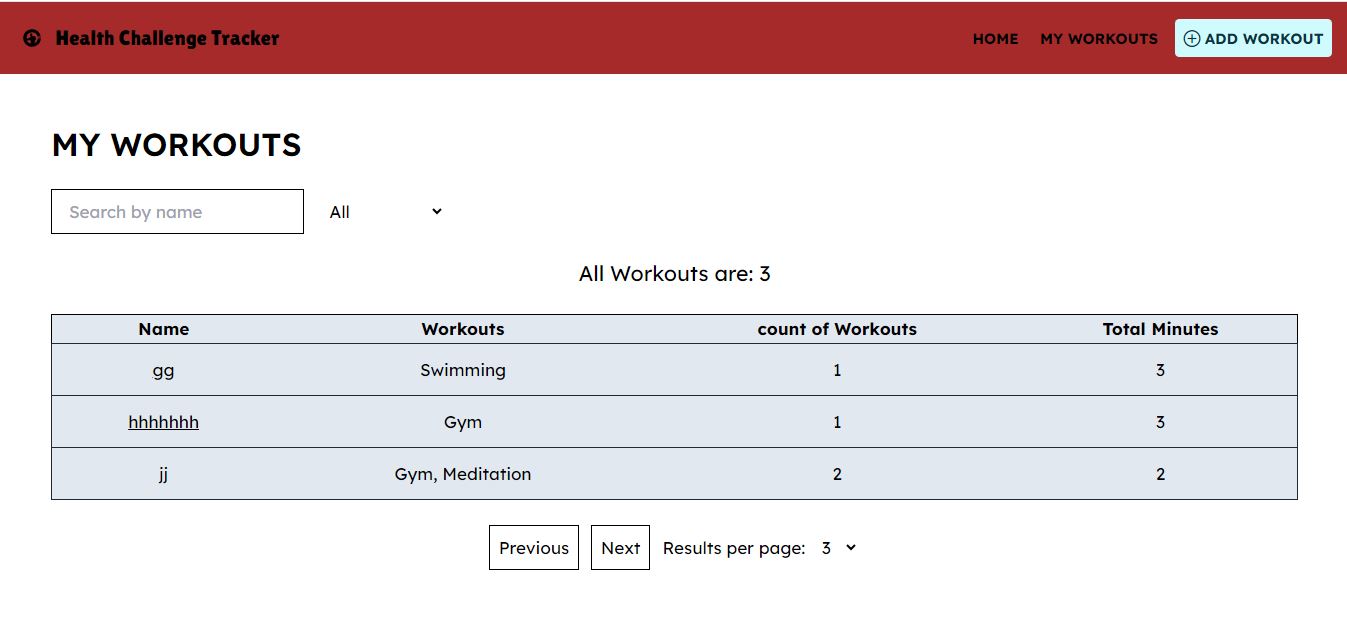 Health Challenge Tracker HOME MY WORKOUTS ADD WORKOUT
MY WORKOUTS
Search by name All
All Workouts are: 3
Name Workouts count of Workouts Total Minutes
gg Swimming 1 3
hhhhhhh Gym 1 3
jj Gym, Meditation 2 2
Previous Next Results per page: 3